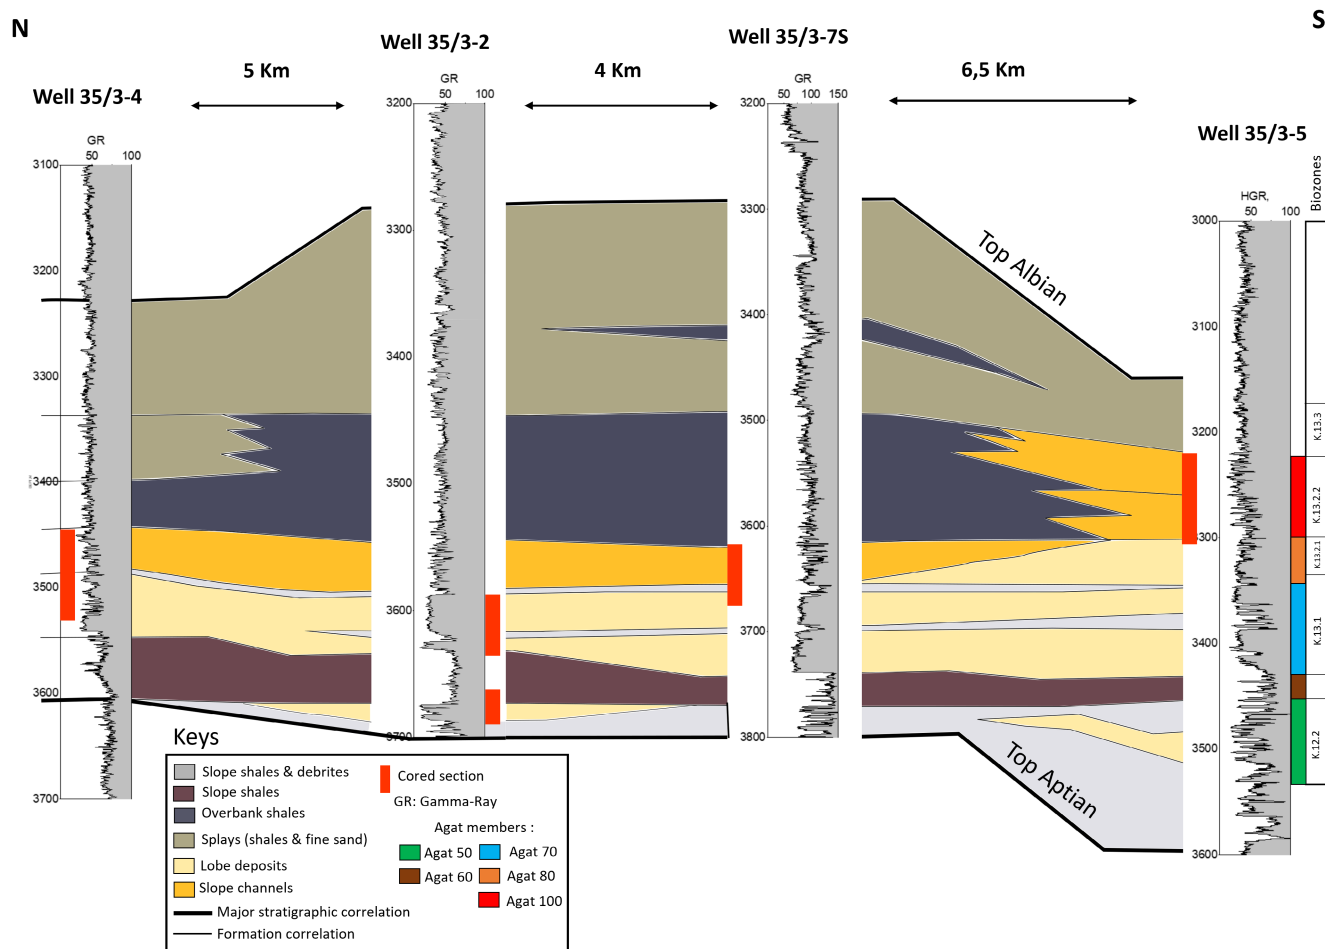 N
S
Well 35/3-2
Well 35/3-7S
5 Km
4 Km
6,5 Km
Well 35/3-4
Well 35/3-5
GR
50 100
3100
3200
3300
3400
3500
3600
3700
GR
50 100
3200
3300
3400
3500
3600
3700
GR
50 100 150
3200
3300
3400
3500
3600
3700
3800
HGR,
50 100
3000
3100
3200
3300
3400
3500
3600
Biozones
K.13.3
K.13.2.2
K.13.2.1
K.13.1
K.12.2
Top Albian
Top Aptian
Keys
Slope shales & debrites
Slope shales
Overbank shales
Splays (shales & fine sand)
Lobe deposits
Slope channels
Major stratigraphic correlation
Formation correlation
Cored section
GR: Gamma-Ray
Agat members :
Agat 50
Agat 70
Agat 60
Agat 80
Agat 100